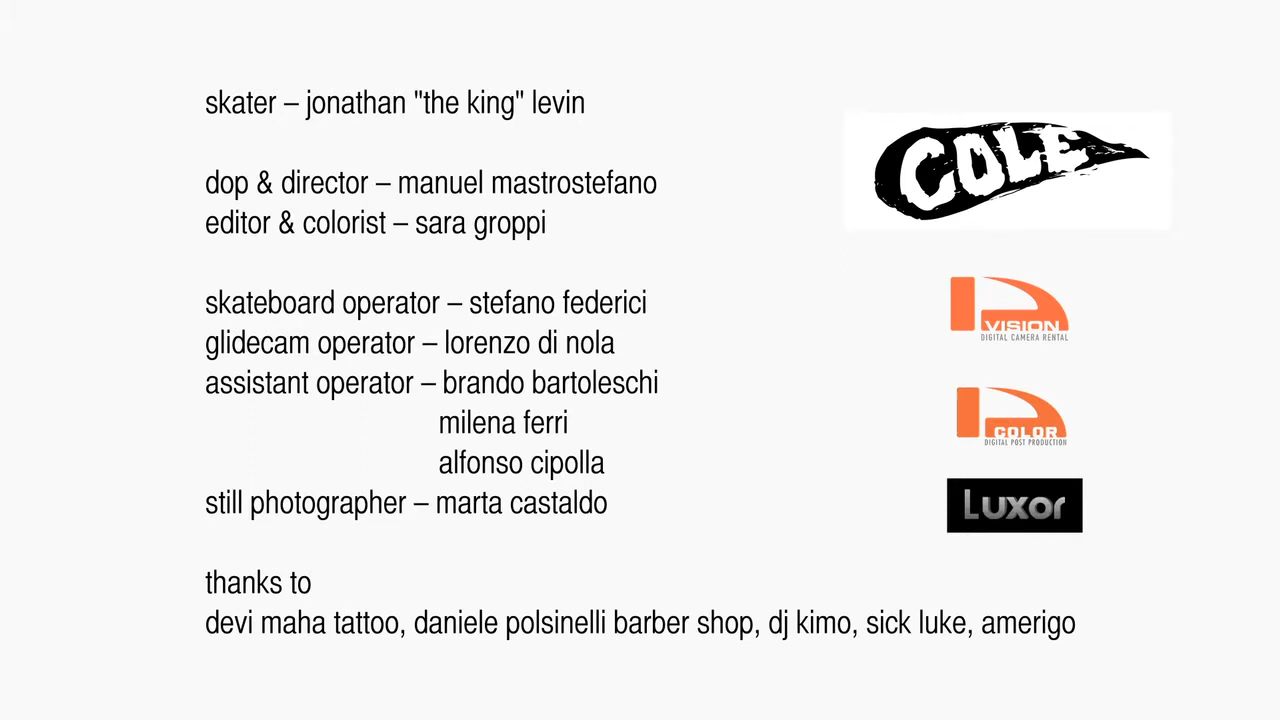 skater – jonathan "the king" levin
dop & director – manuel mastrostefano
editor & colorist – sara groppi
skateboard operator – stefano federici
glidecam operator – lorenzo di nola
assistant operator – brando bartoleschi
milena ferri
alfonso cipolla
still photographer – marta castaldo
thanks to
devi maha tattoo, daniele polsinelli barber shop, dj kimo, sick luke, amerigo
COLE
D VISION
DIGITAL CAMERA RENTAL
D COLOR
DIGITAL POST PRODUCTION
Luxor